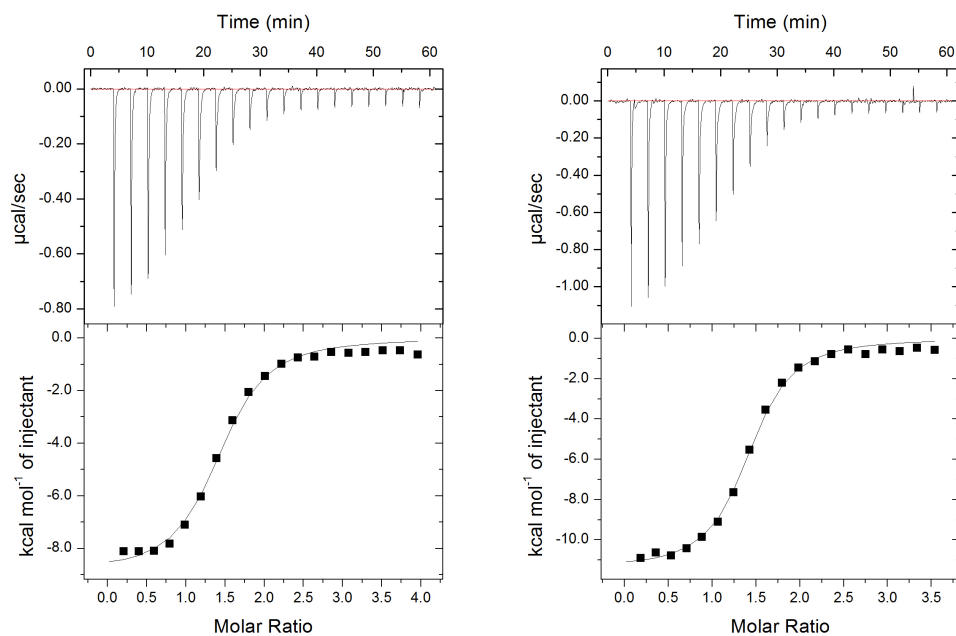 Time (min)
0 10 20 30 40 50 60
0.00
-0.20
-0.40
-0.60
-0.80
µcal/sec
0.0
-2.0
-4.0
-6.0
-8.0
kcal mol⁻¹ of injectant
0.0 0.5 1.0 1.5 2.0 2.5 3.0 3.5 4.0
Molar Ratio
Time (min)
0 10 20 30 40 50 60
0.00
-0.20
-0.40
-0.60
-0.80
-1.00
µcal/sec
0.0
-2.0
-4.0
-6.0
-8.0
-10.0
kcal mol⁻¹ of injectant
0.0 0.5 1.0 1.5 2.0 2.5 3.0 3.5
Molar Ratio